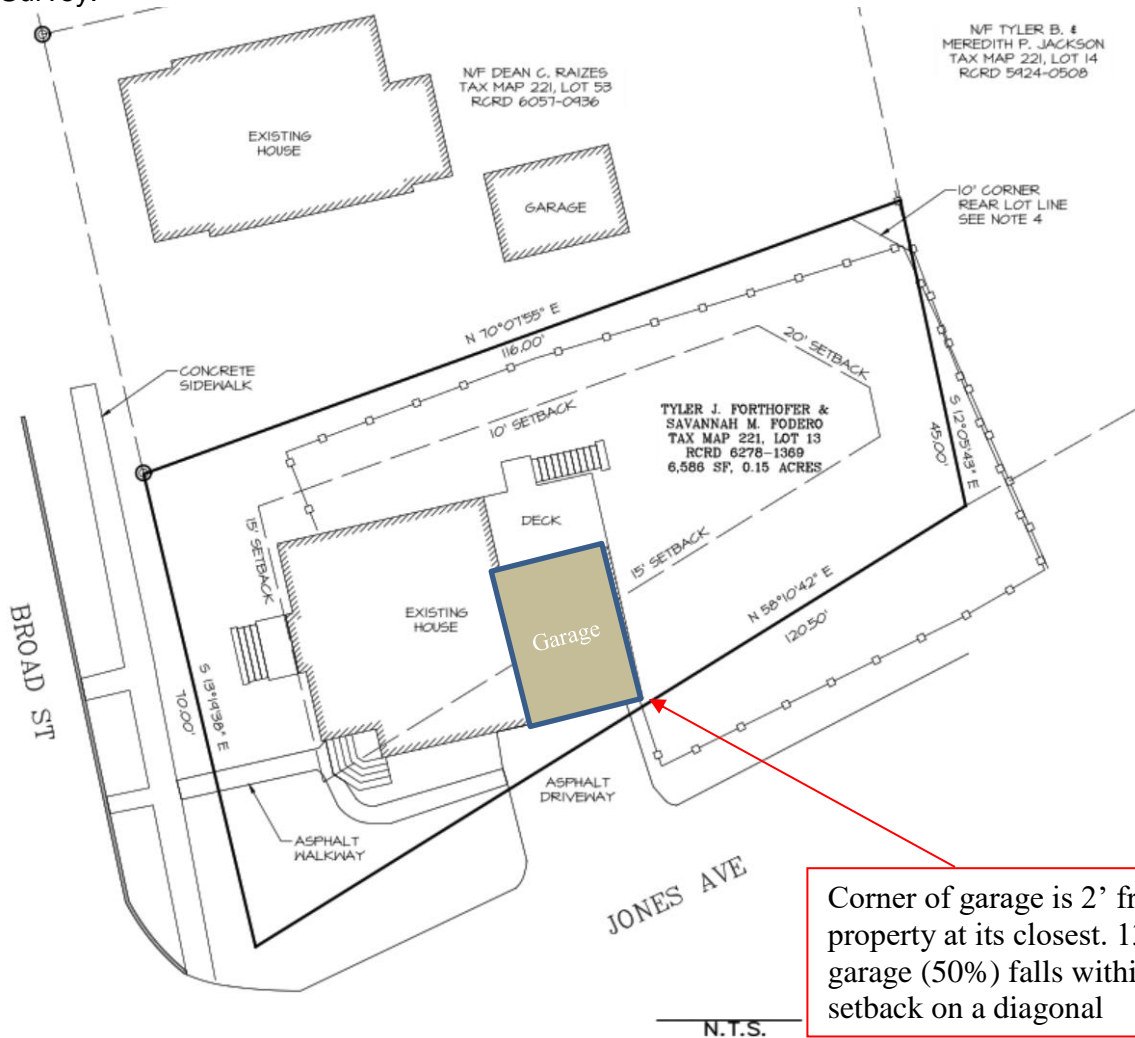 Survey.
N/F DEAN C. RAIZES
TAX MAP 221, LOT 53
RCRD 6057-0936
N/F TYLER B. &
MEREDITH P. JACKSON
TAX MAP 221, LOT 14
RCRD 5924-0508
EXISTING
HOUSE
GARAGE
10' CORNER
REAR LOT LINE
SEE NOTE 4
N 70°07'55" E
116.00'
CONCRETE
SIDEWALK
20' SETBACK
10' SETBACK
TYLER J. FORTHOFER &
SAVANNAH M. FODERO
TAX MAP 221, LOT 13
RCRD 6278-1369
6,586 SF, 0.15 ACRES
S 12°05'43" E
45.00'
15' SETBACK
DECK
15' SETBACK
EXISTING
HOUSE
Garage
N 58°10'42" E
120.50'
BROAD ST
S 13°19'38" E
70.00'
ASPHALT
DRIVEWAY
ASPHALT
WALKWAY
JONES AVE
Corner of garage is 2'
property at its closest.
garage (50%) falls
setback on a diagonal
N.T.S.